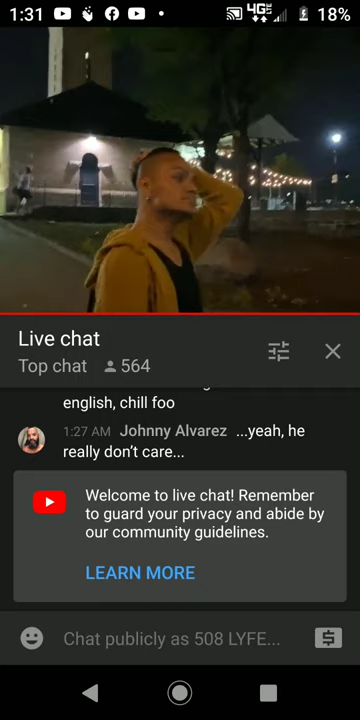 1:31
4G LTE
18%
Live chat
Top chat 564
english, chill foo
1:27 AM Johnny Alvarez ...yeah, he
really don't care...
Welcome to live chat! Remember
to guard your privacy and abide by
our community guidelines.
LEARN MORE
Chat publicly as 508 LYFE...